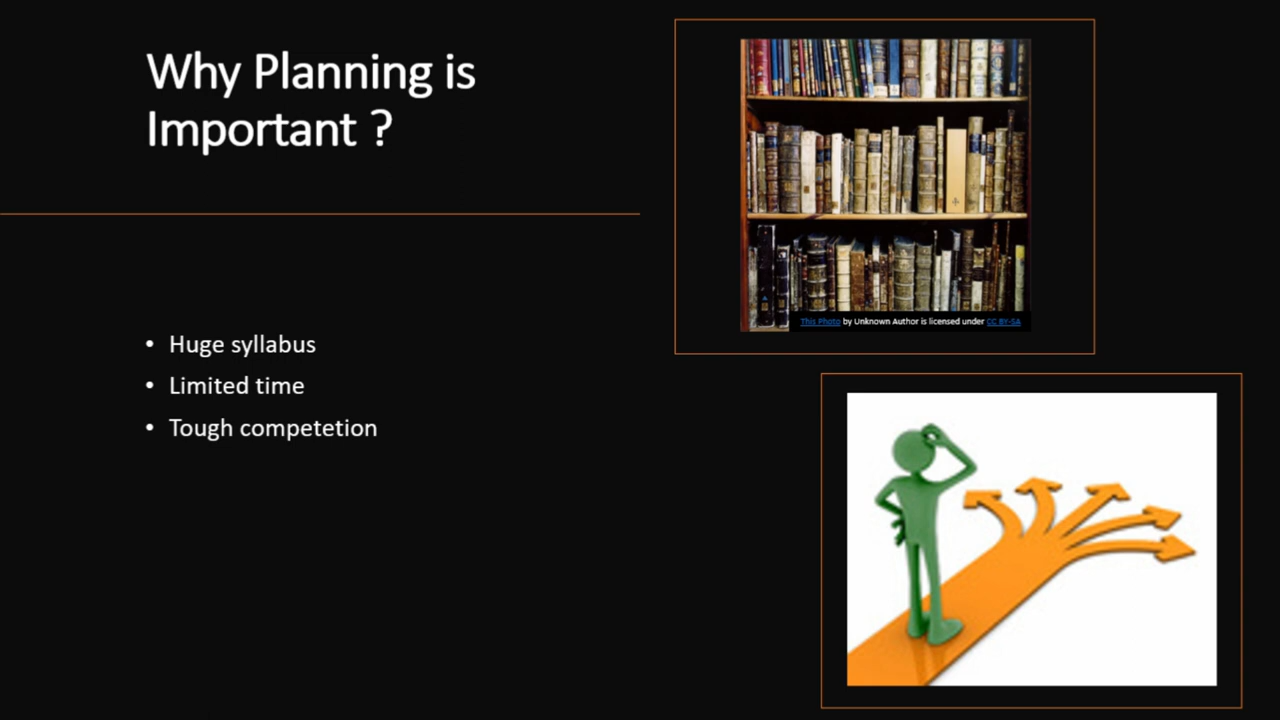 Why Planning is
Important ?
• Huge syllabus
• Limited time
• Tough competetion
This Photo by Unknown Author is licensed under CC BY-SA